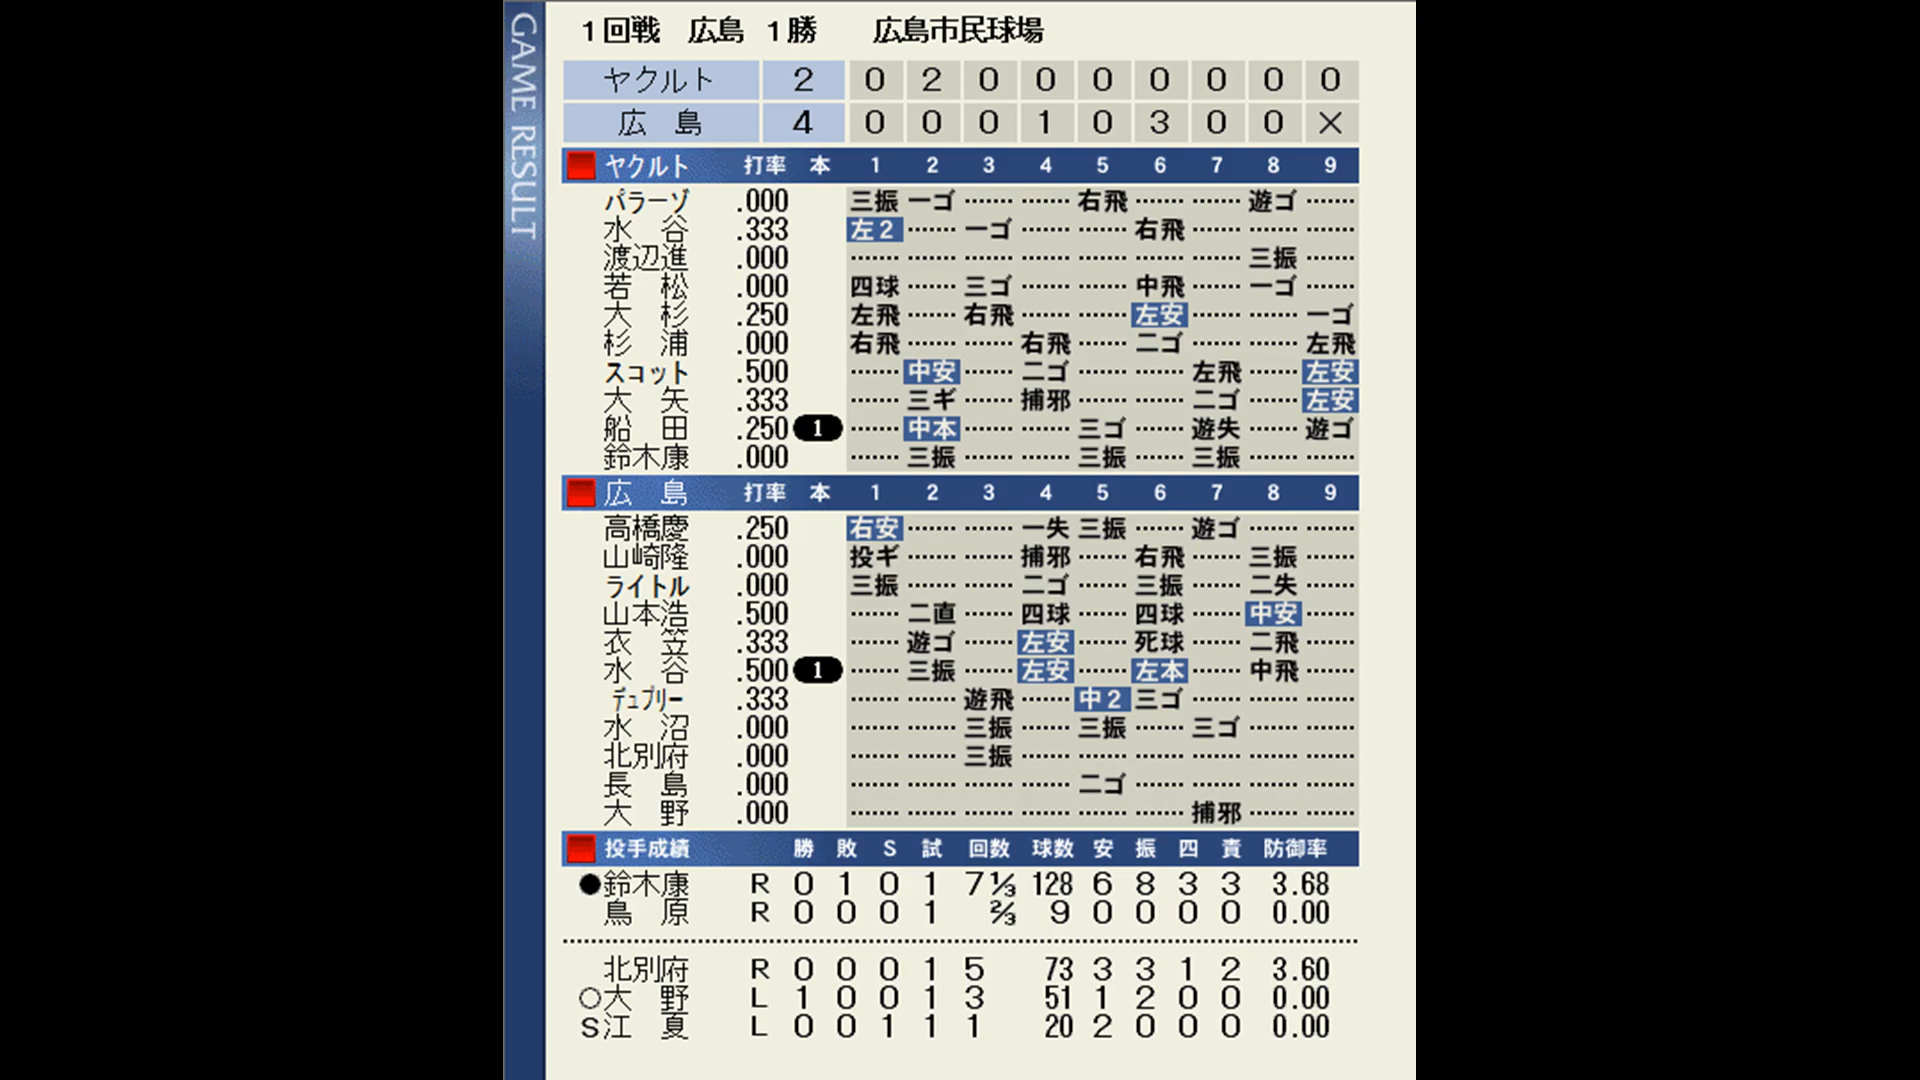 GAME RESULT
1回戦 広島 1勝 広島市民球場
ヤクルト 2 0 2 0 0 0 0 0 0 0
広 島 4 0 0 0 1 0 3 0 0 ×
ヤクルト 打率 本 1 2 3 4 5 6 7 8 9
パラーゾ .000 三振 一ゴ …… …… 右飛 …… …… 遊ゴ ……
水 谷 .333 左2 …… 一ゴ …… …… 右飛 …… …… ……
渡辺進 .000 …… …… …… …… …… …… …… 三振 ……
若 松 .000 四球 …… 三ゴ …… …… 中飛 …… 一ゴ ……
大 杉 .250 左飛 …… 右飛 …… …… 左安 …… …… 一ゴ
杉 浦 .000 右飛 …… …… 右飛 …… 二ゴ …… …… 左飛
スコット .500 …… 中安 …… 二ゴ …… …… 左飛 …… 左安
大 矢 .333 …… 三ギ …… 捕邪 …… …… 二ゴ …… 左安
船 田 .250 1 …… 中本 …… …… 三ゴ …… 遊失 …… 遊ゴ
鈴木康 .000 …… 三振 …… …… 三振 …… 三振 …… ……
広 島 打率 本 1 2 3 4 5 6 7 8 9
高橋慶 .250 右安 …… …… 一失 三振 …… 遊ゴ …… ……
山崎隆 .000 投ギ …… …… 捕邪 …… 右飛 …… 三振 ……
ライトル .000 三振 …… …… 二ゴ …… 三振 …… 二失 ……
山本浩 .500 …… 二直 …… 四球 …… 四球 …… 中安 ……
衣 笠 .333 …… 遊ゴ …… 左安 …… 死球 …… 二飛 ……
水 谷 .500 1 …… 三振 …… 左安 …… 左本 …… 中飛 ……
デュプリー .333 …… …… 遊飛 …… 中2 三ゴ …… …… ……
水 沼 .000 …… …… 三振 …… 三振 …… 三ゴ …… ……
北別府 .000 …… …… 三振 …… …… …… …… …… ……
長 島 .000 …… …… …… …… 二ゴ …… …… …… ……
大 野 .000 …… …… …… …… …… …… 捕邪 …… ……
投手成績 勝 敗 S 試 回数 球数 安 振 四 責 防御率
●鈴木康 R 0 1 0 1 7⅓ 128 6 8 3 3 3.68
鳥 原 R 0 0 0 1 ⅔ 9 0 0 0 0 0.00
北別府 R 0 0 0 1 5 73 3 3 1 2 3.60
○大 野 L 1 0 0 1 3 51 1 2 0 0 0.00
S江 夏 L 0 0 1 1 1 20 2 0 0 0 0.00